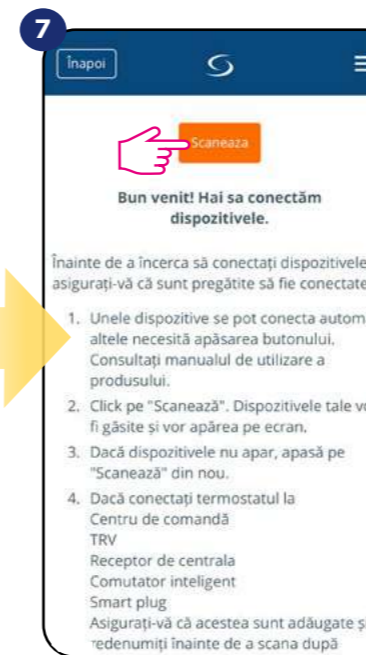 7
Înapoi
Scaneaza
Bun venit! Hai sa conectăm
dispozitivele.
Înainte de a încerca să conectați dispozitivele
asigurați-vă că sunt pregătite să fie conectate
1. Unele dispozitive se pot conecta autom
altele necesită apăsarea butonului.
Consultați manualul de utilizare a
produsului.
2. Click pe "Scanează". Dispozitivele tale vo
fi găsite și vor apărea pe ecran.
3. Dacă dispozitivele nu apar, apasă pe
"Scanează" din nou.
4. Dacă conectați termostatul la
Centru de comandă
TRV
Receptor de centrala
Comutator inteligent
Smart plug
Asigurați-vă că acestea sunt adăugate și
redenumiți înainte de a scana după